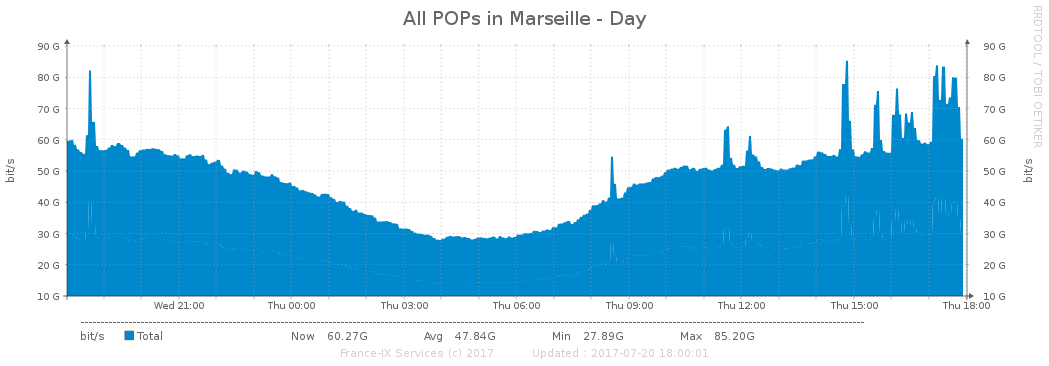 All POPs in Marseille - Day
RRDTOOL / TOBI OETIKER
90 G 90 G
80 G 80 G
70 G 70 G
60 G 60 G
50 G 50 G
40 G 40 G
30 G 30 G
20 G 20 G
10 G 10 G
bit/s
bit/s
Wed 21:00 Thu 00:00 Thu 03:00 Thu 06:00 Thu 09:00 Thu 12:00 Thu 15:00 Thu 18:00
bit/s Total Now 60.27G Avg 47.84G Min 27.89G Max 85.20G
France-IX Services (c) 2017 Updated : 2017-07-20 18:00:01